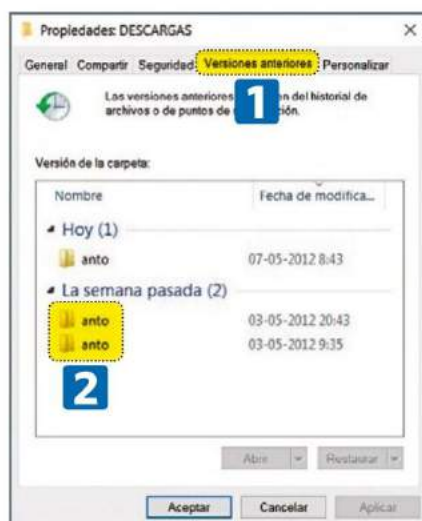 Propiedades: DESCARGAS
General Compartir Seguridad Versiones anteriores Personalizar
1
Las versiones anteriores del historial de
archivos o de puntos de
Versión de la carpeta:
Nombre Fecha de modifica...
Hoy (1)
anto 07-05-2012 8:43
La semana pasada (2)
anto 03-05-2012 20:43
anto 03-05-2012 9:35
2
Abrir Restaurar
Aceptar Cancelar Aplicar